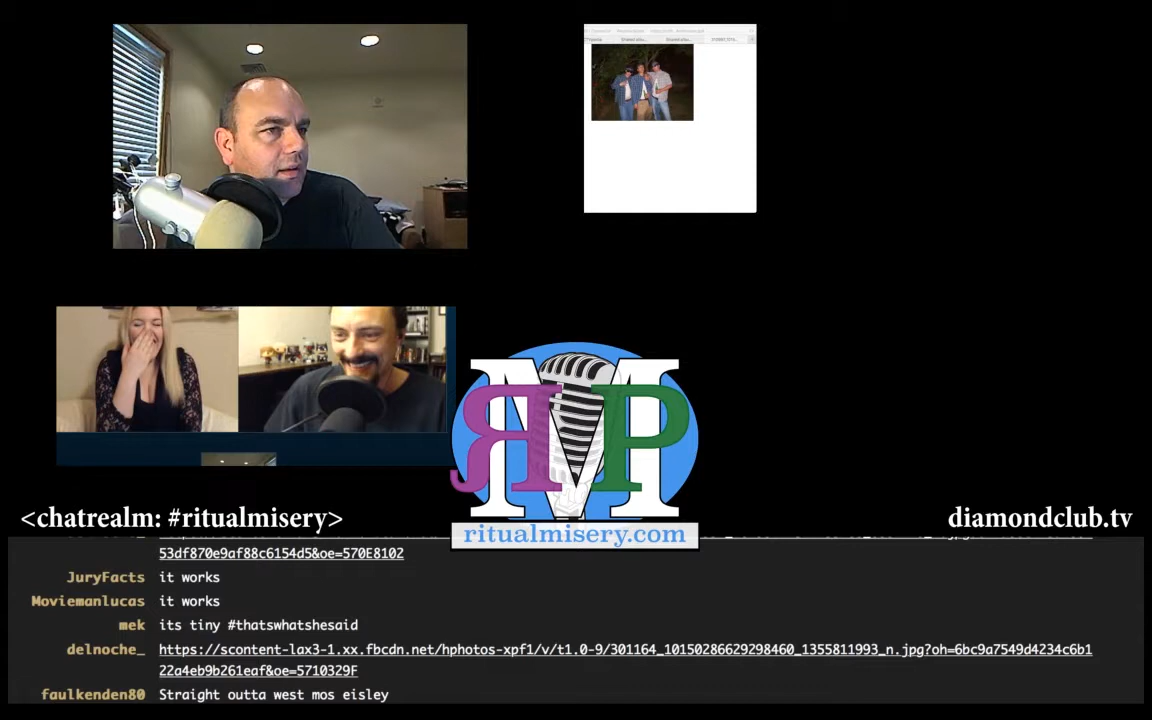 RMP
ritualmisery.com
<chatrealm: #ritualmisery>
diamondclub.tv
53df870e9af88c6154d5&oe=570E8102
JuryFacts it works
Moviemanlucas it works
mek its tiny #thatswhatshesaid
delnoche_ https://scontent-lax3-1.xx.fbcdn.net/hphotos-xpf1/v/t1.0-9/301164_10150286629298460_1355811993_n.jpg?oh=6bc9a7549d4234c6b1
22a4eb9b261eaf&oe=5710329F
faulkenden80 Straight outta west mos eisley